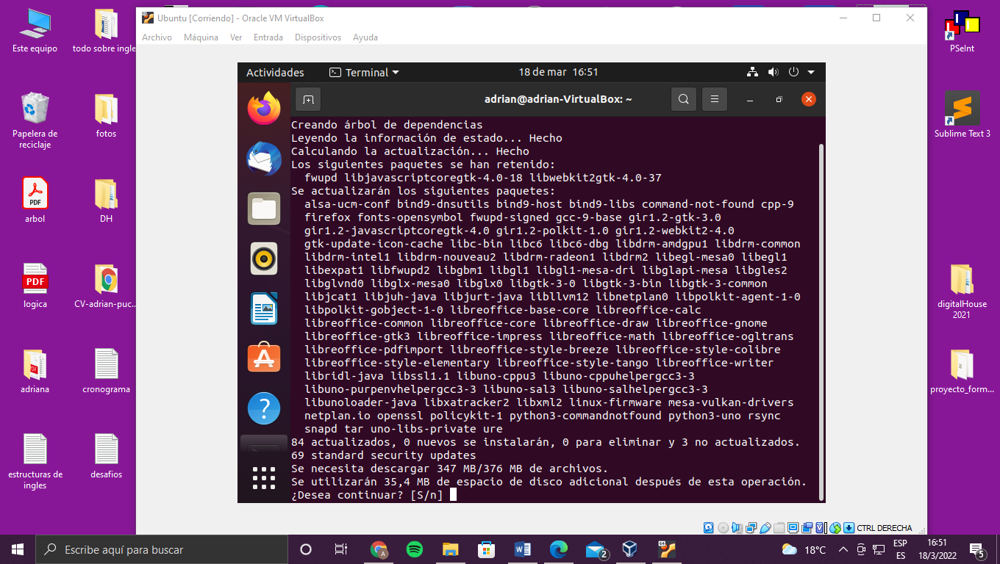 Ubuntu [Corriendo] - Oracle VM VirtualBox
Archivo Máquina Ver Entrada Dispositivos Ayuda
Este equipo
todo sobre ingle
Papelera de
reciclaje
fotos
PDF
arbol
DH
PDF
logica
CV-adrian-puc...
PDF
adriana
cronograma
estructuras de
ingles
desafios
Actividades Terminal 18 de mar 16:51
adrian@adrian-VirtualBox: ~
Creando árbol de dependencias
Leyendo la información de estado... Hecho
Calculando la actualización... Hecho
Los siguientes paquetes se han retenido:
fwupd libjavascriptcoregtk-4.0-18 libwebkit2gtk-4.0-37
Se actualizarán los siguientes paquetes:
alsa-ucm-conf bind9-dnsutils bind9-host bind9-libs command-not-found cpp-9
firefox fonts-opensymbol fwupd-signed gcc-9-base gir1.2-gtk-3.0
gir1.2-javascriptcoregtk-4.0 gir1.2-polkit-1.0 gir1.2-webkit2-4.0
gtk-update-icon-cache libc-bin libc6 libc6-dbg libdrm-amdgpu1 libdrm-common
libdrm-intel1 libdrm-nouveau2 libdrm-radeon1 libdrm2 libegl-mesa0 libegl1
libexpat1 libfwupd2 libgbm1 libgl1 libgl1-mesa-dri libglapi-mesa libgles2
libglvnd0 libglx-mesa0 libglx0 libgtk-3-0 libgtk-3-bin libgtk-3-common
libjcat1 libjuh-java libjurt-java libllvm12 libnetplan0 libpolkit-agent-1-0
libpolkit-gobject-1-0 libreoffice-base-core libreoffice-calc
libreoffice-common libreoffice-core libreoffice-draw libreoffice-gnome
libreoffice-gtk3 libreoffice-impress libreoffice-math libreoffice-ogltrans
libreoffice-pdfimport libreoffice-style-breeze libreoffice-style-colibre
libreoffice-style-elementary libreoffice-style-tango libreoffice-writer
libridl-java libssl1.1 libuno-cppu3 libuno-cppuhelpergcc3-3
libuno-purpenvhelpergcc3-3 libuno-sal3 libuno-salhelpergcc3-3
libunoloader-java libxatracker2 libxml2 linux-firmware mesa-vulkan-drivers
netplan.io openssl policykit-1 python3-commandnotfound python3-uno rsync
snapd tar uno-libs-private ure
84 actualizados, 0 nuevos se instalarán, 0 para eliminar y 3 no actualizados.
69 standard security updates
Se necesita descargar 347 MB/376 MB de archivos.
Se utilizarán 35,4 MB de espacio de disco adicional después de esta operación.
¿Desea continuar? [S/n]
PSeInt
Sublime Text 3
digitalHouse
2021
proyecto_form...
CTRL DERECHA
Escribe aquí para buscar
A
2
18°C
ESP
ES
16:51
18/3/2022
5